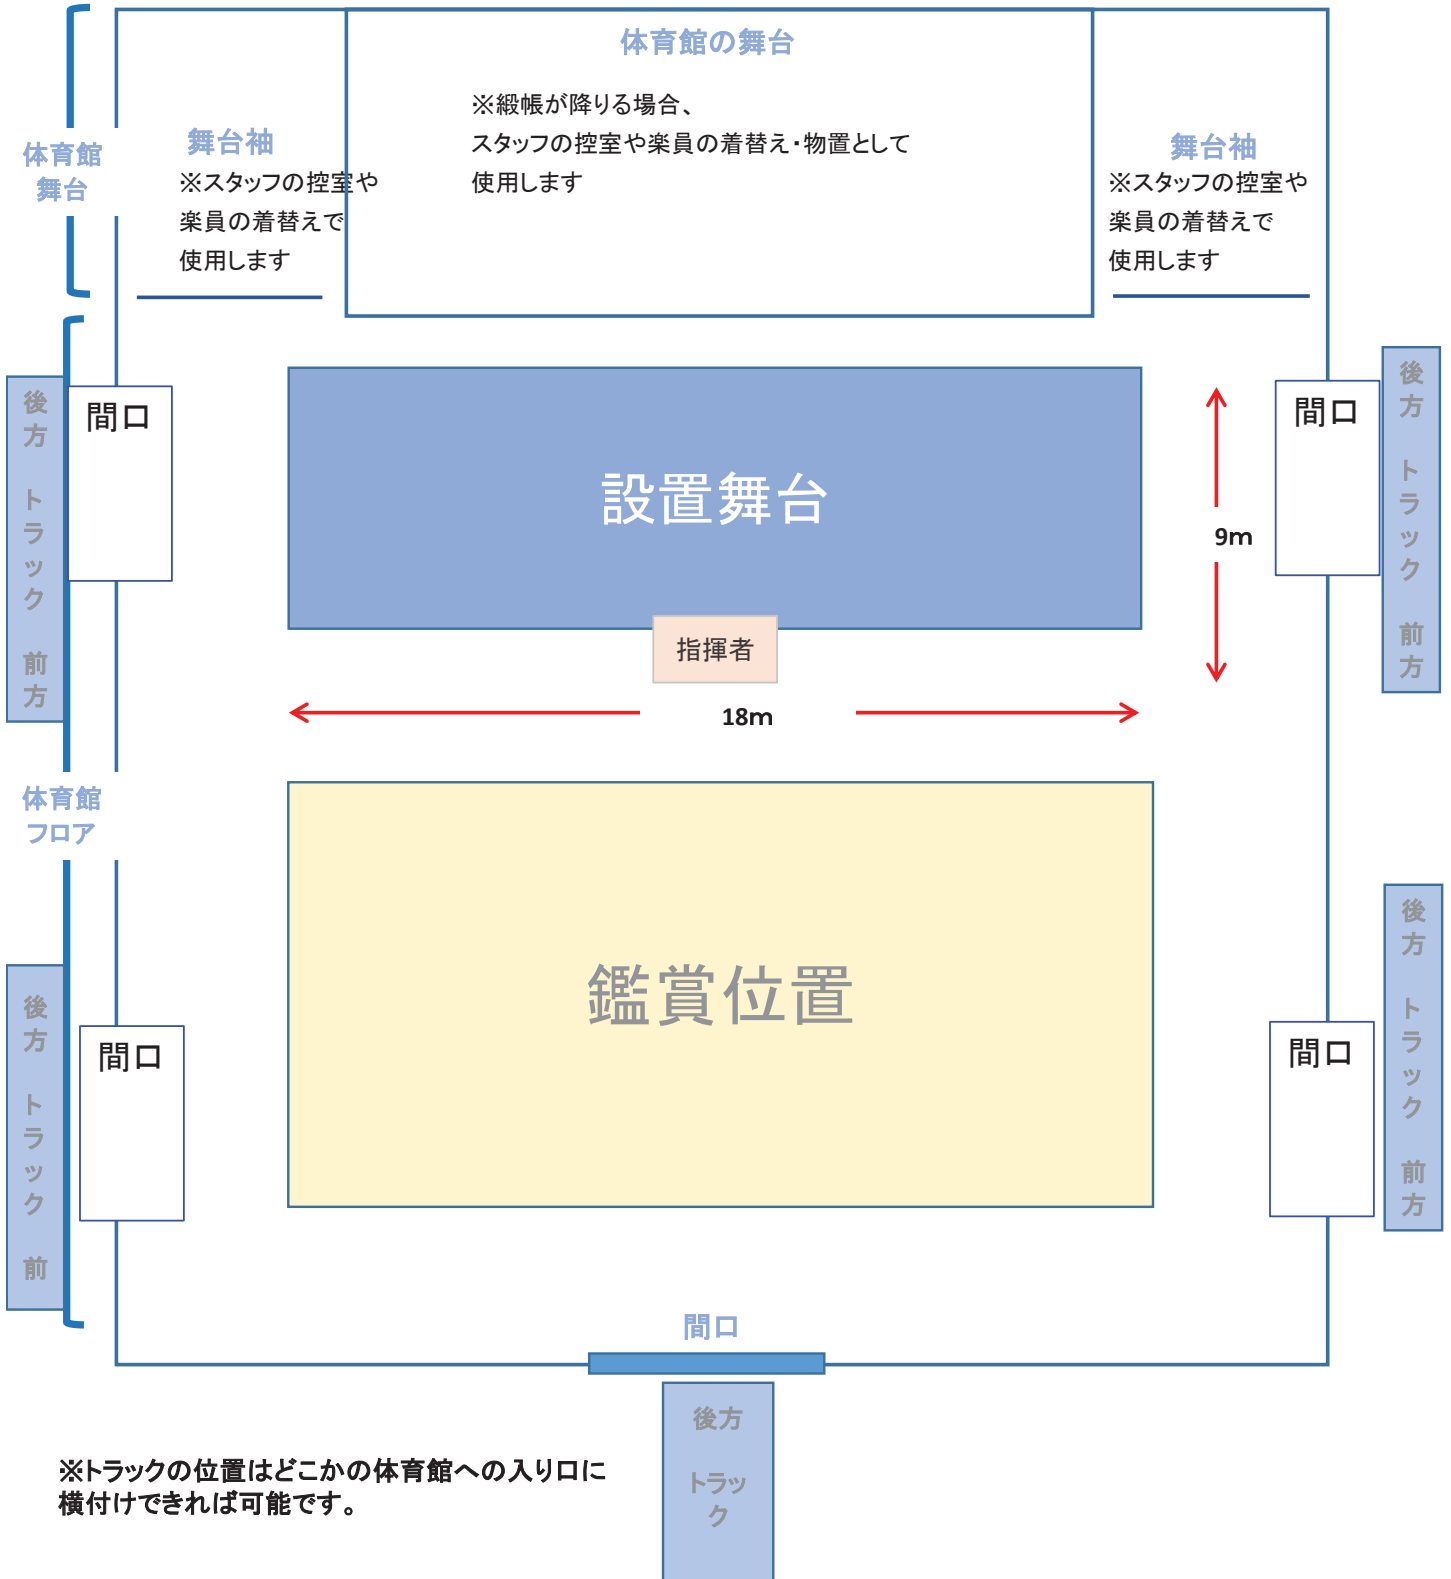 体育館の舞台
※緞帳が降りる場合、
スタッフの控室や楽員の着替え・物置として
使用します
体育館
舞台
舞台袖
※スタッフの控室や
楽員の着替えで
使用します
舞台袖
※スタッフの控室や
楽員の着替えで
使用します
後方 トラック 前方
間口
設置舞台
指揮者
9m
18m
間口
後方 トラック 前方
体育館
フロア
鑑賞位置
後方 トラック 前
間口
間口
後方 トラック 前方
間口
後方
トラッ
ク
※トラックの位置はどこかの体育館への入り口に
横付けできれば可能です。